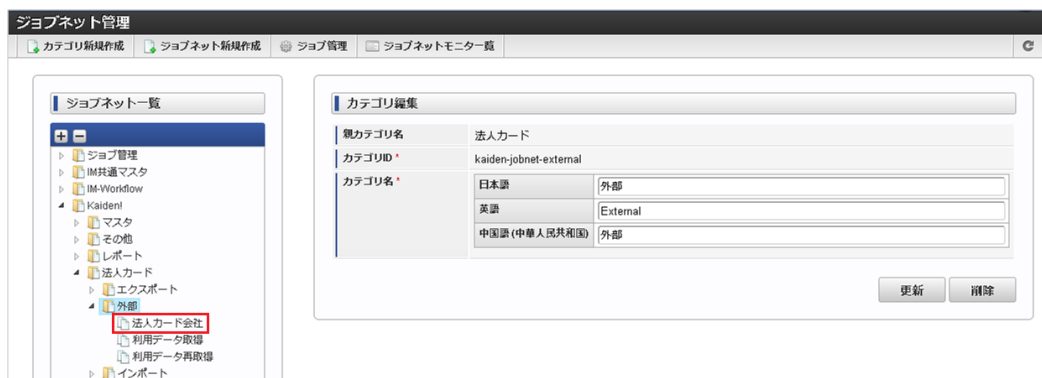 ジョブネット管理
カテゴリ新規作成 ジョブネット新規作成 ジョブ管理 ジョブネットモニター覧
ジョブネット一覧
ジョブ管理
IM共通マスタ
IM-Workflow
Kaiden!
マスタ
その他
レポート
法人カード
エクスポート
外部
法人カード会社
利用データ取得
利用データ再取得
インポート
カテゴリ編集
親カテゴリ名 法人カード
カテゴリID * kaiden-jobnet-external
カテゴリ名 *
日本語 外部
英語 External
中国語(中華人民共和国) 外部
更新 削除